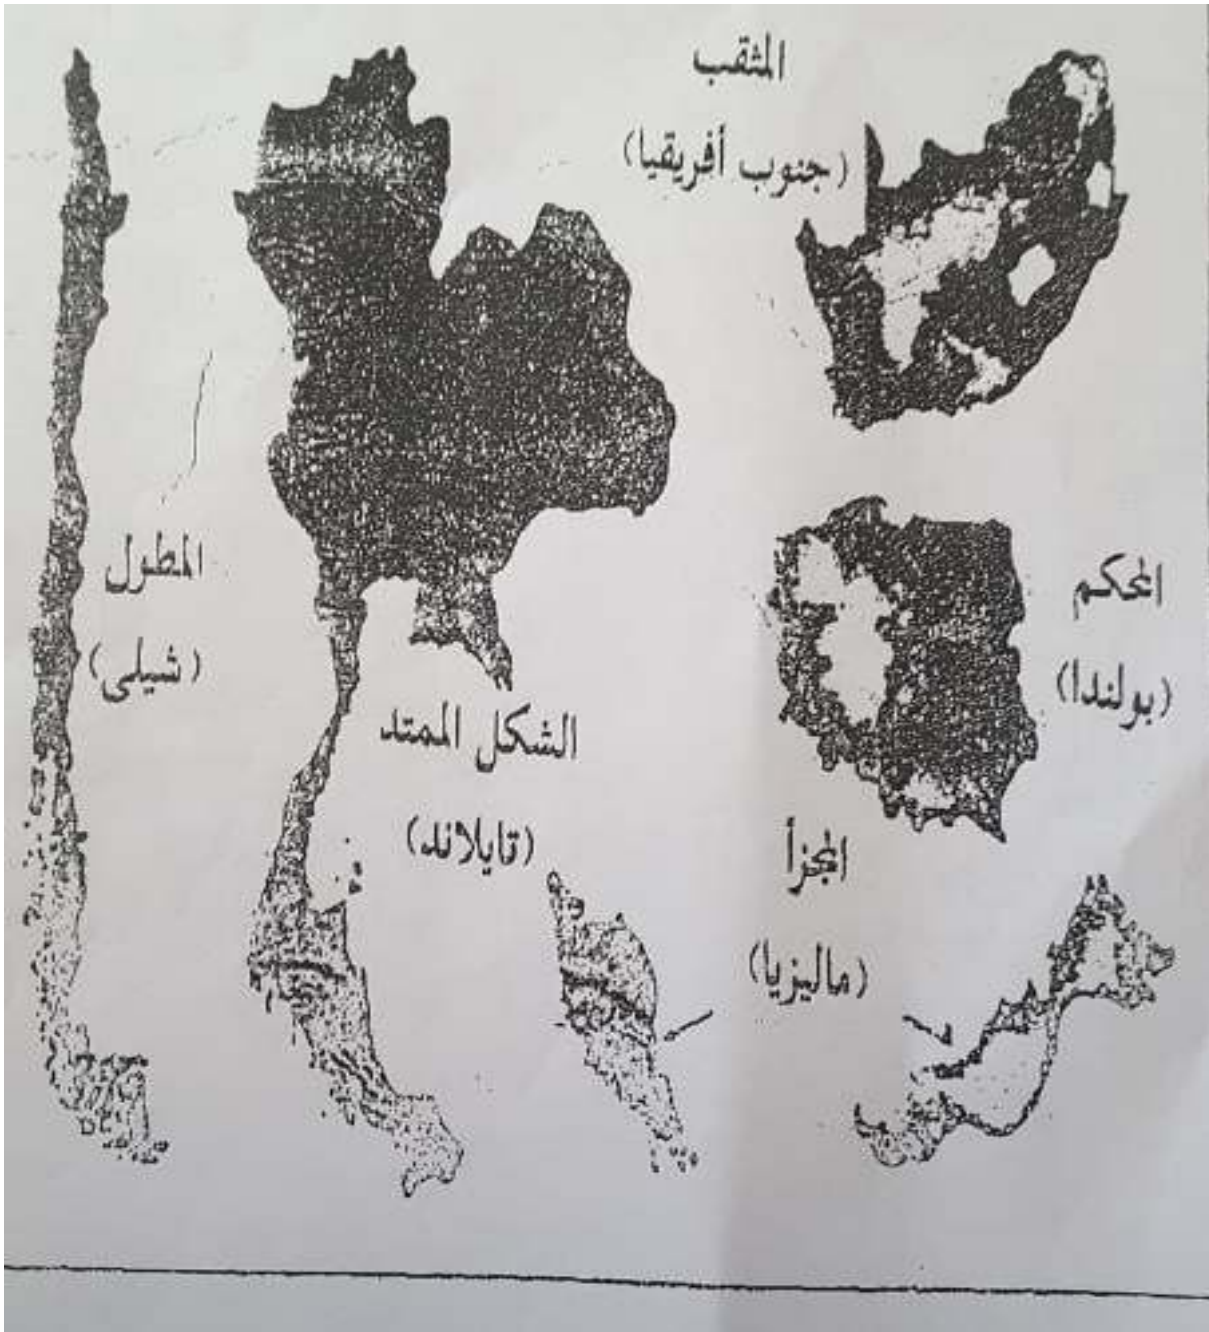 المثقب
(جنوب أفريقيا)
المطول
(شيلى)
المحكم
(بولندا)
الشكل الممتد
(تايلاند)
المجزأ
(ماليزيا)